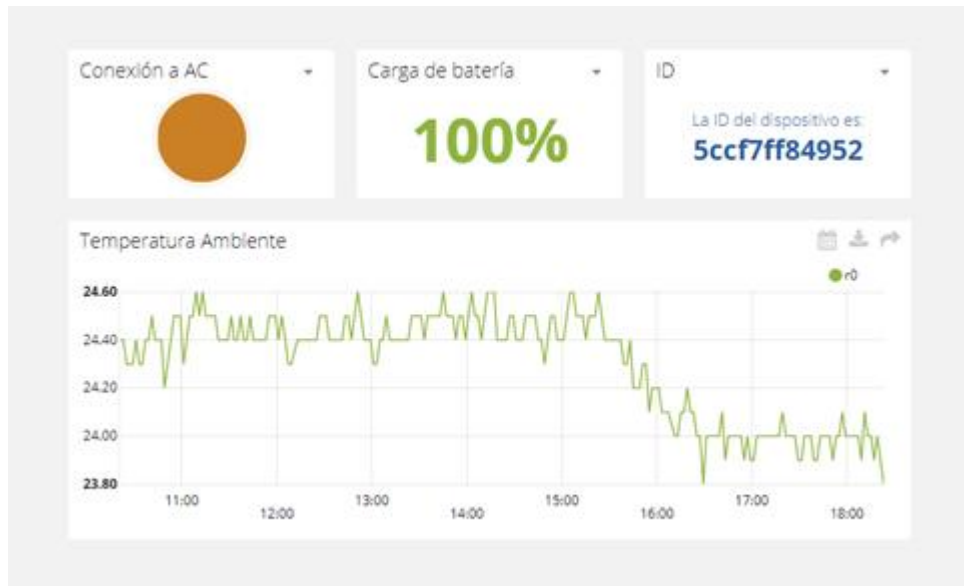 Conexión a AC
Carga de batería
ID
100%
La ID del dispositivo es:
5ccf7ff84952
Temperatura Ambiente
r0
24.60
24.40
24.20
24.00
23.80
11:00
12:00
13:00
14:00
15:00
16:00
17:00
18:00